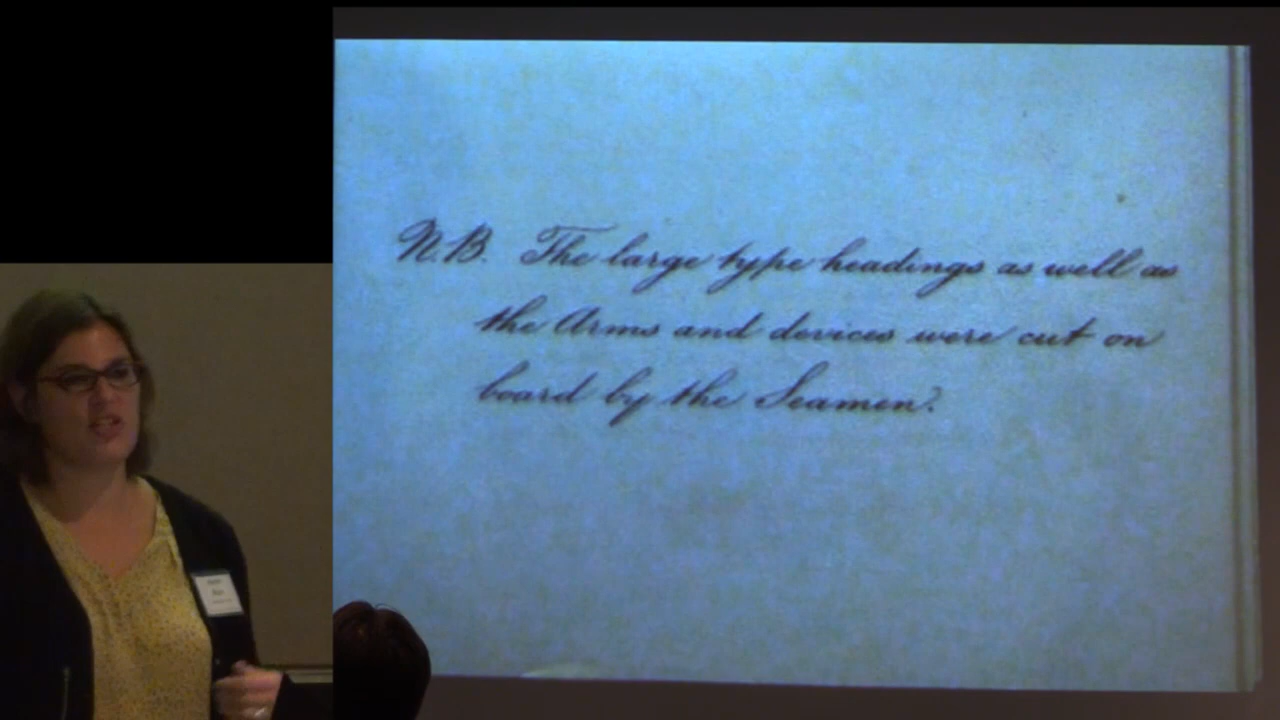 N.B. The large type headings as well as
the Arms and devices were cut on
board by the Seamen.